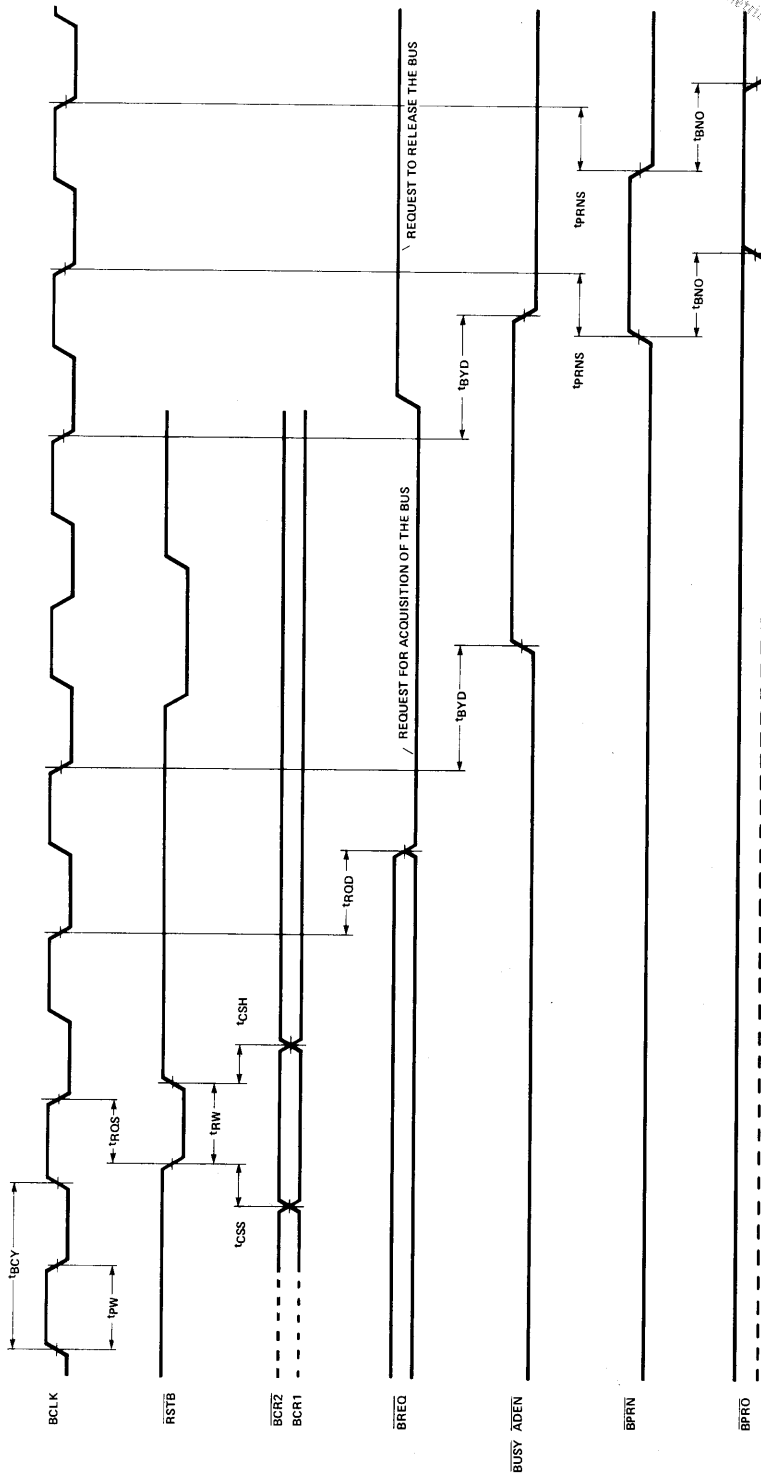 BCLK
tBCY
tPW
RSTB
tRQS
tRW
tCSS
tCSH
BCR2
BCR1
BREQ
tRQD
REQUEST FOR ACQUISITION OF THE BUS
REQUEST TO RELEASE THE BUS
BUSY ADEN
tBYD
tBYD
BPRN
tPRNS
tPRNS
BPRO
tBNO
tBNO